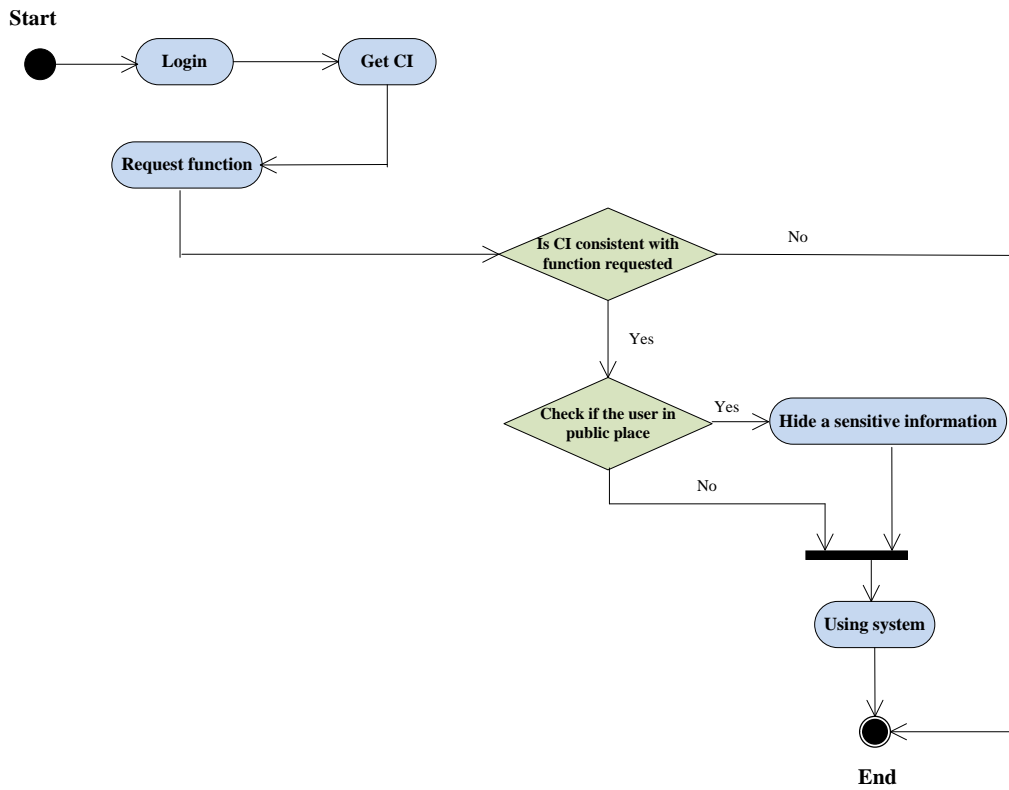 Start
Login
Get CI
Request function
Is CI consistent with
function requested
No
Yes
Check if the user in
public place
Yes
Hide a sensitive information
No
Using system
End